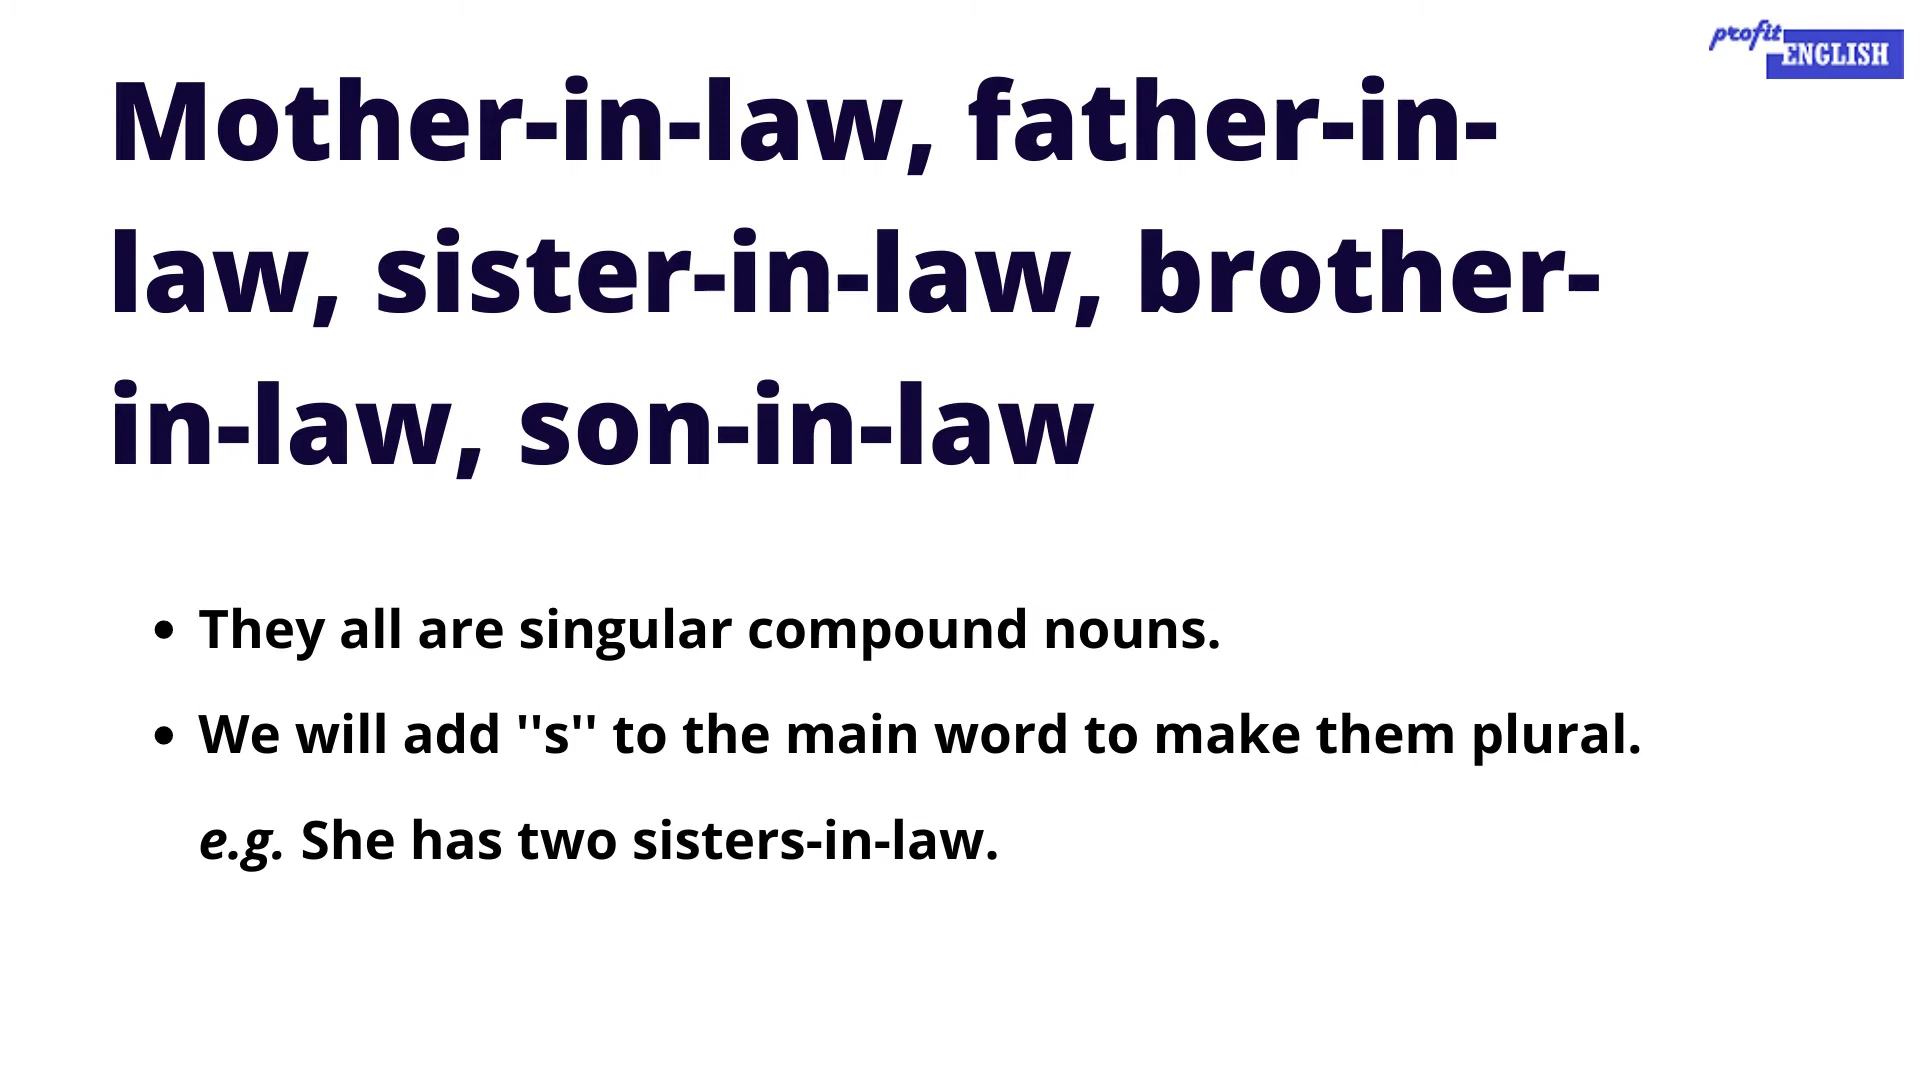 profit
ENGLISH
Mother-in-law, father-in-
law, sister-in-law, brother-
in-law, son-in-law
• They all are singular compound nouns.
• We will add ''s'' to the main word to make them plural.
e.g. She has two sisters-in-law.